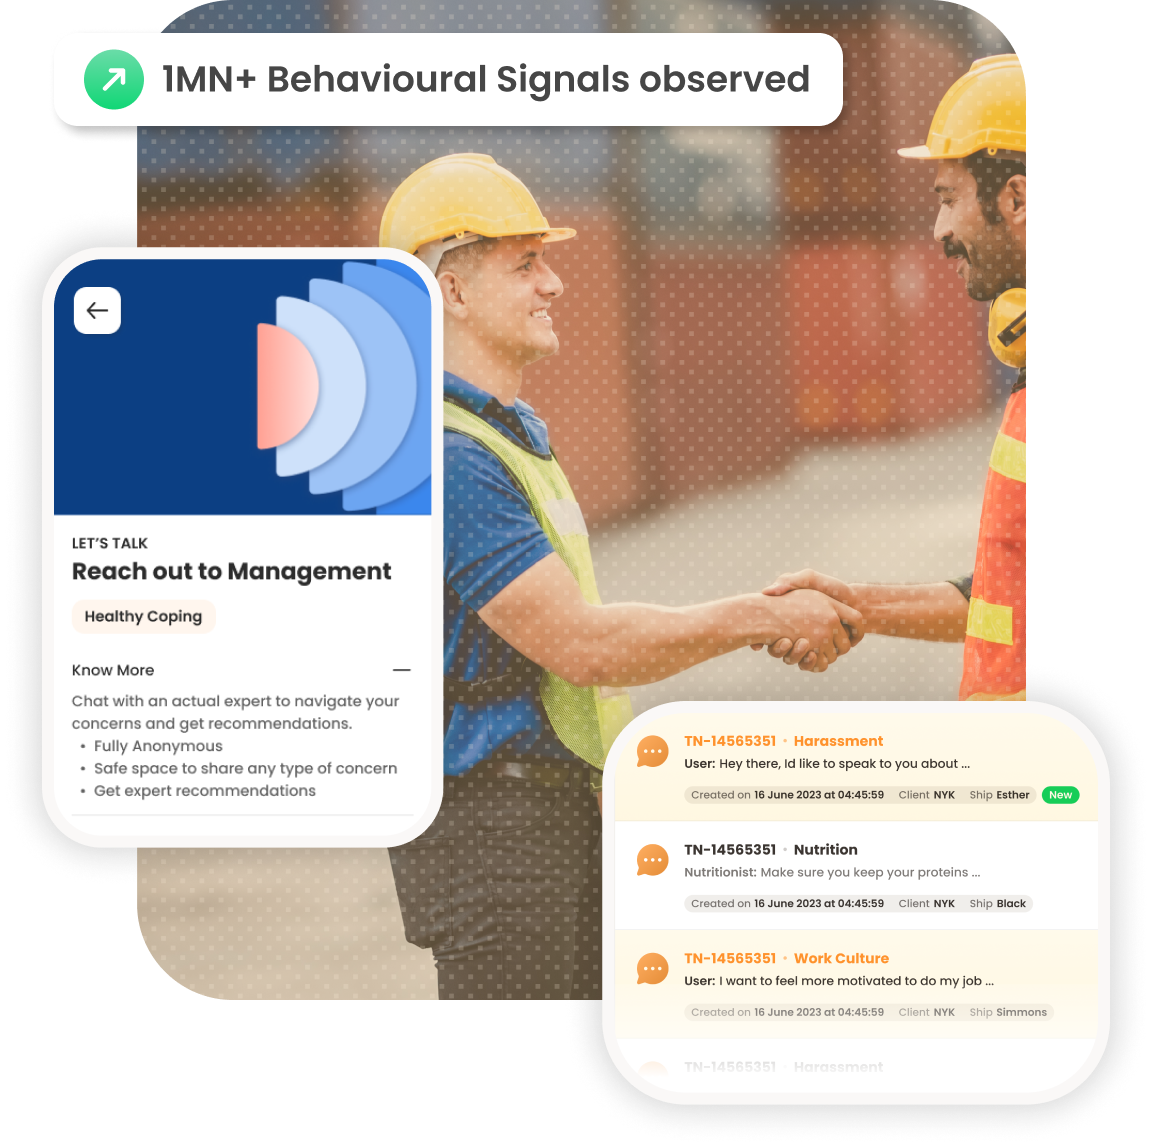 1MN+ Behavioural Signals observed
LET'S TALK
Reach out to Management
Healthy Coping
Know More
Chat with an actual expert to navigate your
concerns and get recommendations.
• Fully Anonymous
• Safe space to share any type of concern
• Get expert recommendations
TN-14565351 • Harassment
User: Hey there, Id like to speak to you about ...
Created on 16 June 2023 at 04:45:59 Client NYK Ship Esther New
TN-14565351 • Nutrition
Nutritionist: Make sure you keep your proteins ...
Created on 16 June 2023 at 04:45:59 Client NYK Ship Black
TN-14565351 • Work Culture
User: I want to feel more motivated to do my job ...
Created on 16 June 2023 at 04:45:59 Client NYK Ship Simmons
TN-14565351 • Harassment